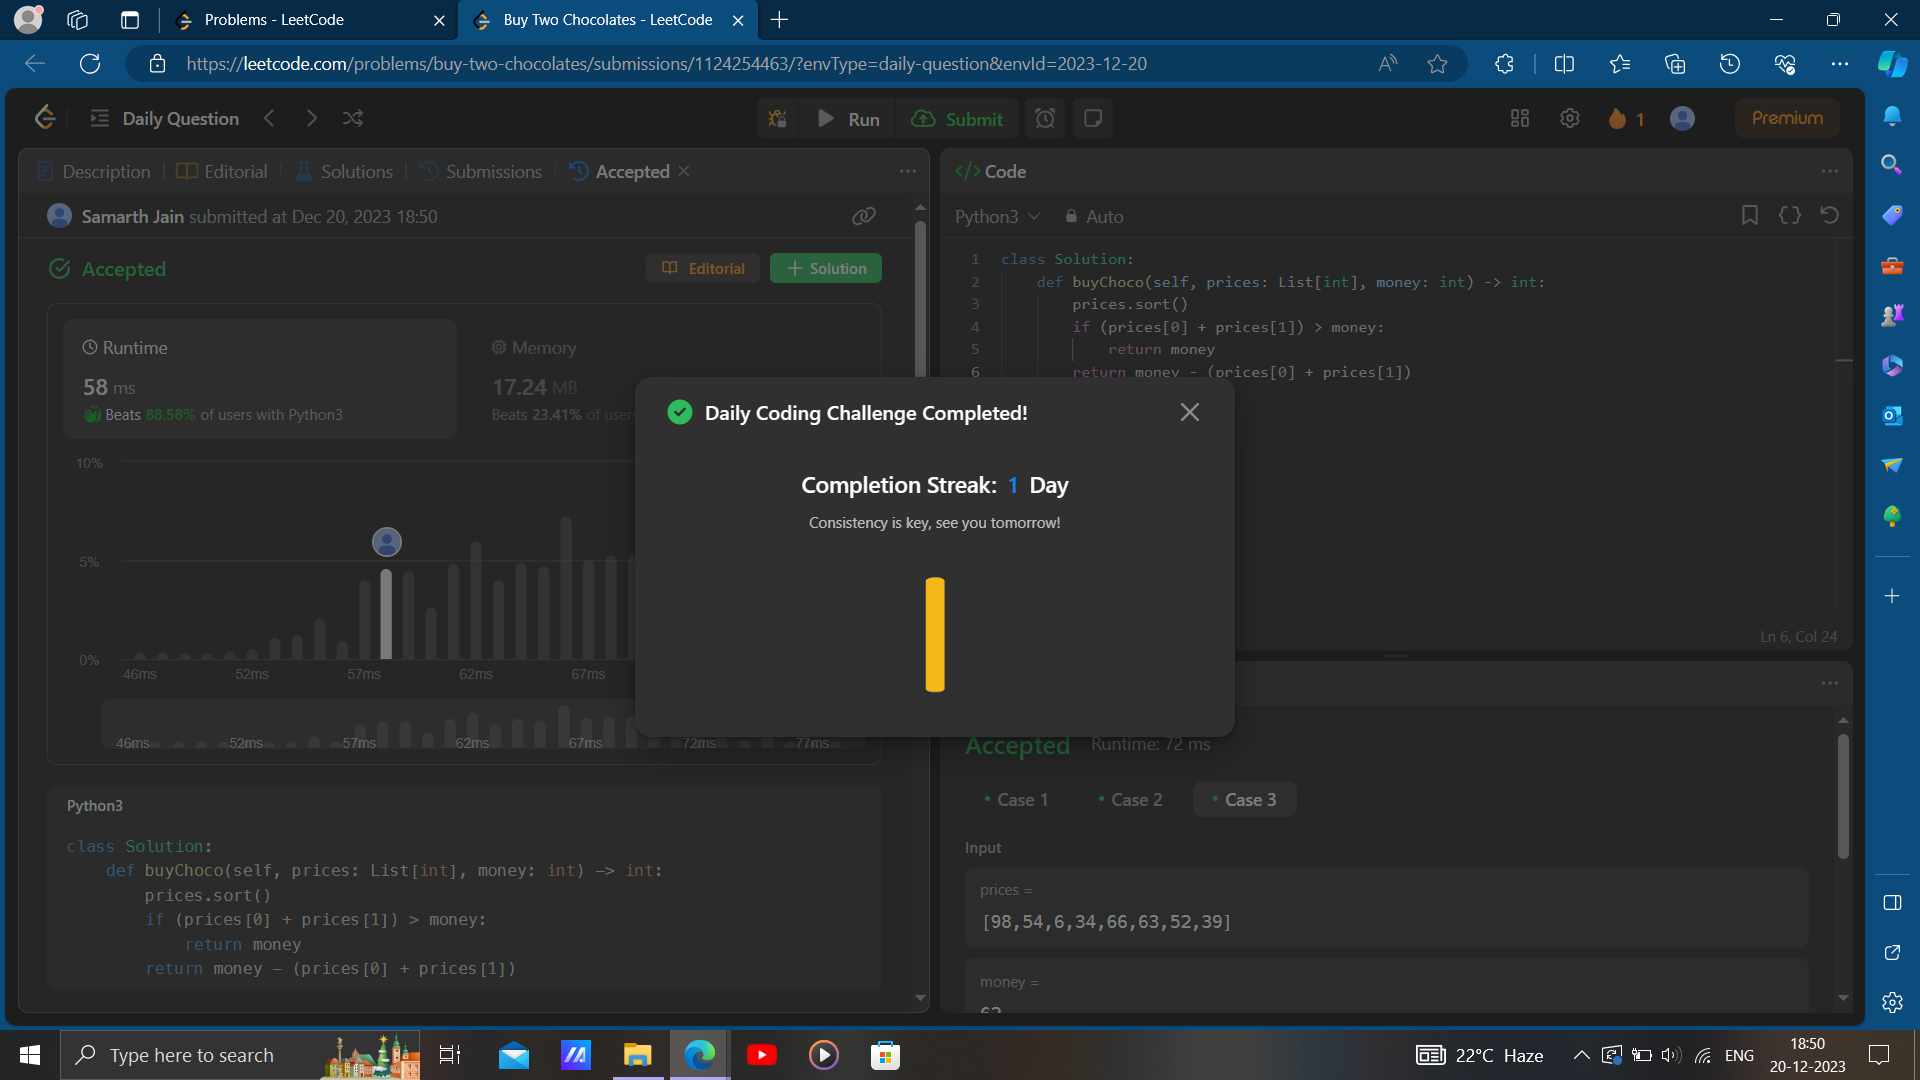 Problems - LeetCode
Buy Two Chocolates - LeetCode
https://leetcode.com/problems/buy-two-chocolates/submissions/1124254463/?envType=daily-question&envId=2023-12-20
Daily Question
Run
Submit
1
Premium
Description
Editorial
Solutions
Submissions
Accepted
Samarth Jain submitted at Dec 20, 2023 18:50
Accepted
Editorial
Solution
Runtime
58 ms
Beats 88.58% of users with Python3
Memory
17.24 MB
Beats 23.41% of users
10%
5%
0%
46ms 52ms 57ms 62ms 67ms
46ms 52ms 57ms 62ms 67ms 72ms 77ms
Python3
class Solution:
def buyChoco(self, prices: List[int], money: int) -> int:
prices.sort()
if (prices[0] + prices[1]) > money:
return money
return money - (prices[0] + prices[1])
</> Code
Python3
Auto
1 class Solution:
2 def buyChoco(self, prices: List[int], money: int) -> int:
3 prices.sort()
4 if (prices[0] + prices[1]) > money:
5 return money
6 return money - (prices[0] + prices[1])
Ln 6, Col 24
Daily Coding Challenge Completed!
Completion Streak: 1 Day
Consistency is key, see you tomorrow!
Accepted
Runtime: 72 ms
Case 1
Case 2
Case 3
Input
prices =
[98,54,6,34,66,63,52,39]
money =
Type here to search
22°C Haze
ENG
18:50
20-12-2023